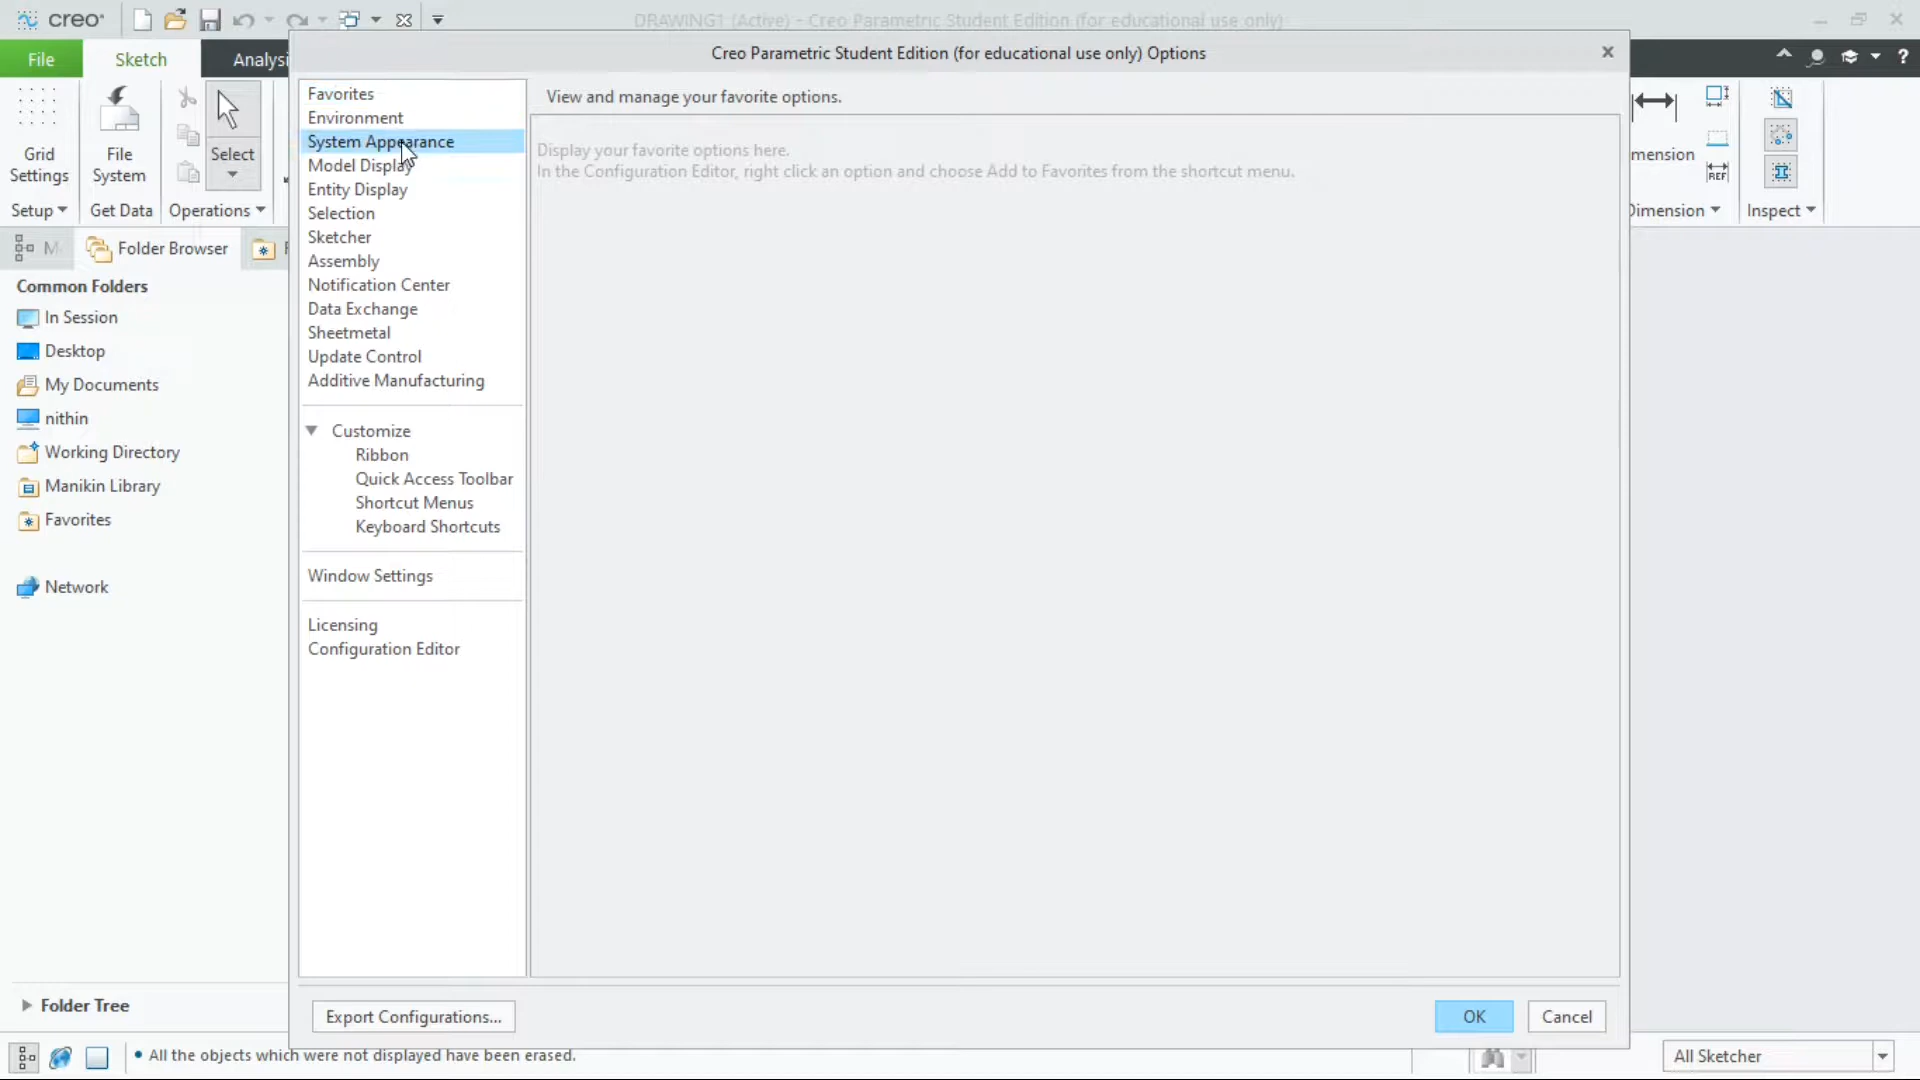 creo
DRAWING1 (Active) - Creo Parametric Student Edition (for educational use only)
File
Sketch
Analysi
Creo Parametric Student Edition (for educational use only) Options
Grid Settings
File System
Select
Setup
Get Data
Operations
mension
REF
Dimension
Inspect
M
Folder Browser
F
Common Folders
In Session
Desktop
My Documents
nithin
Working Directory
Manikin Library
Favorites
Network
Folder Tree
Favorites
Environment
System Appearance
Model Display
Entity Display
Selection
Sketcher
Assembly
Notification Center
Data Exchange
Sheetmetal
Update Control
Additive Manufacturing
Customize
Ribbon
Quick Access Toolbar
Shortcut Menus
Keyboard Shortcuts
Window Settings
Licensing
Configuration Editor
View and manage your favorite options.
Display your favorite options here.
In the Configuration Editor, right click an option and choose Add to Favorites from the shortcut menu.
Export Configurations...
OK
Cancel
• All the objects which were not displayed have been erased.
All Sketcher